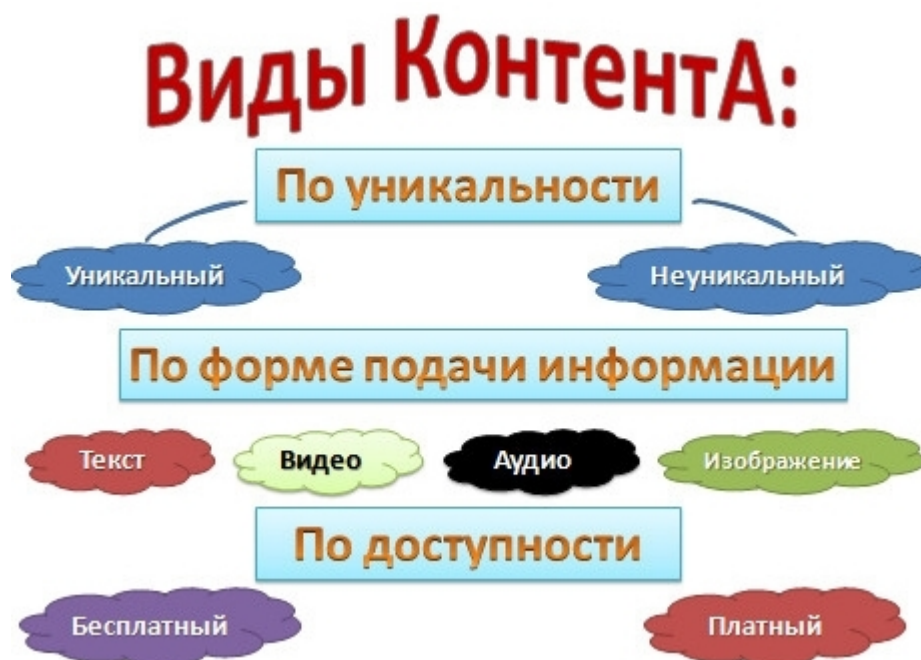 Виды КонтентА:
По уникальности
Уникальный Неуникальный
По форме подачи информации
Текст Видео Аудио Изображение
По доступности
Бесплатный Платный